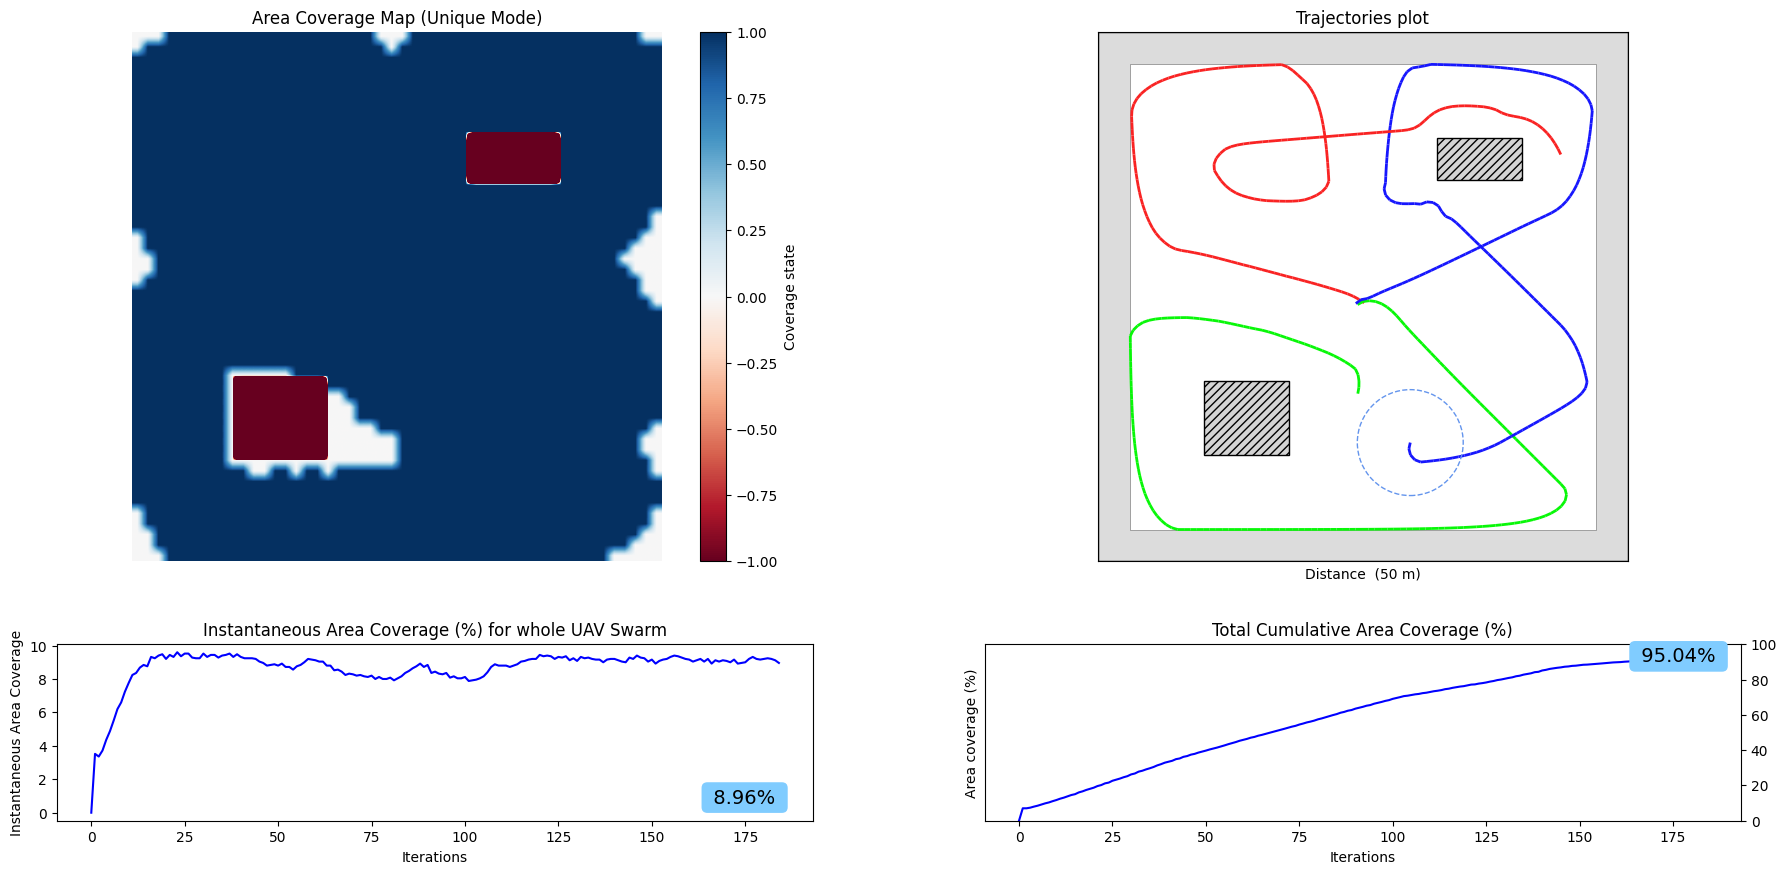 Area Coverage Map (Unique Mode)
1.00
0.75
0.50
0.25
0.00
−0.25
−0.50
−0.75
−1.00
Coverage state
Trajectories plot
Distance  (50 m)
Instantaneous Area Coverage (%) for whole UAV Swarm
Instantaneous Area Coverage
10
8
6
4
2
0
8.96%
0 25 50 75 100 125 150 175
Iterations
Total Cumulative Area Coverage (%)
Area coverage (%)
95.04%
100
80
60
40
20
0
0 25 50 75 100 125 150 175
Iterations